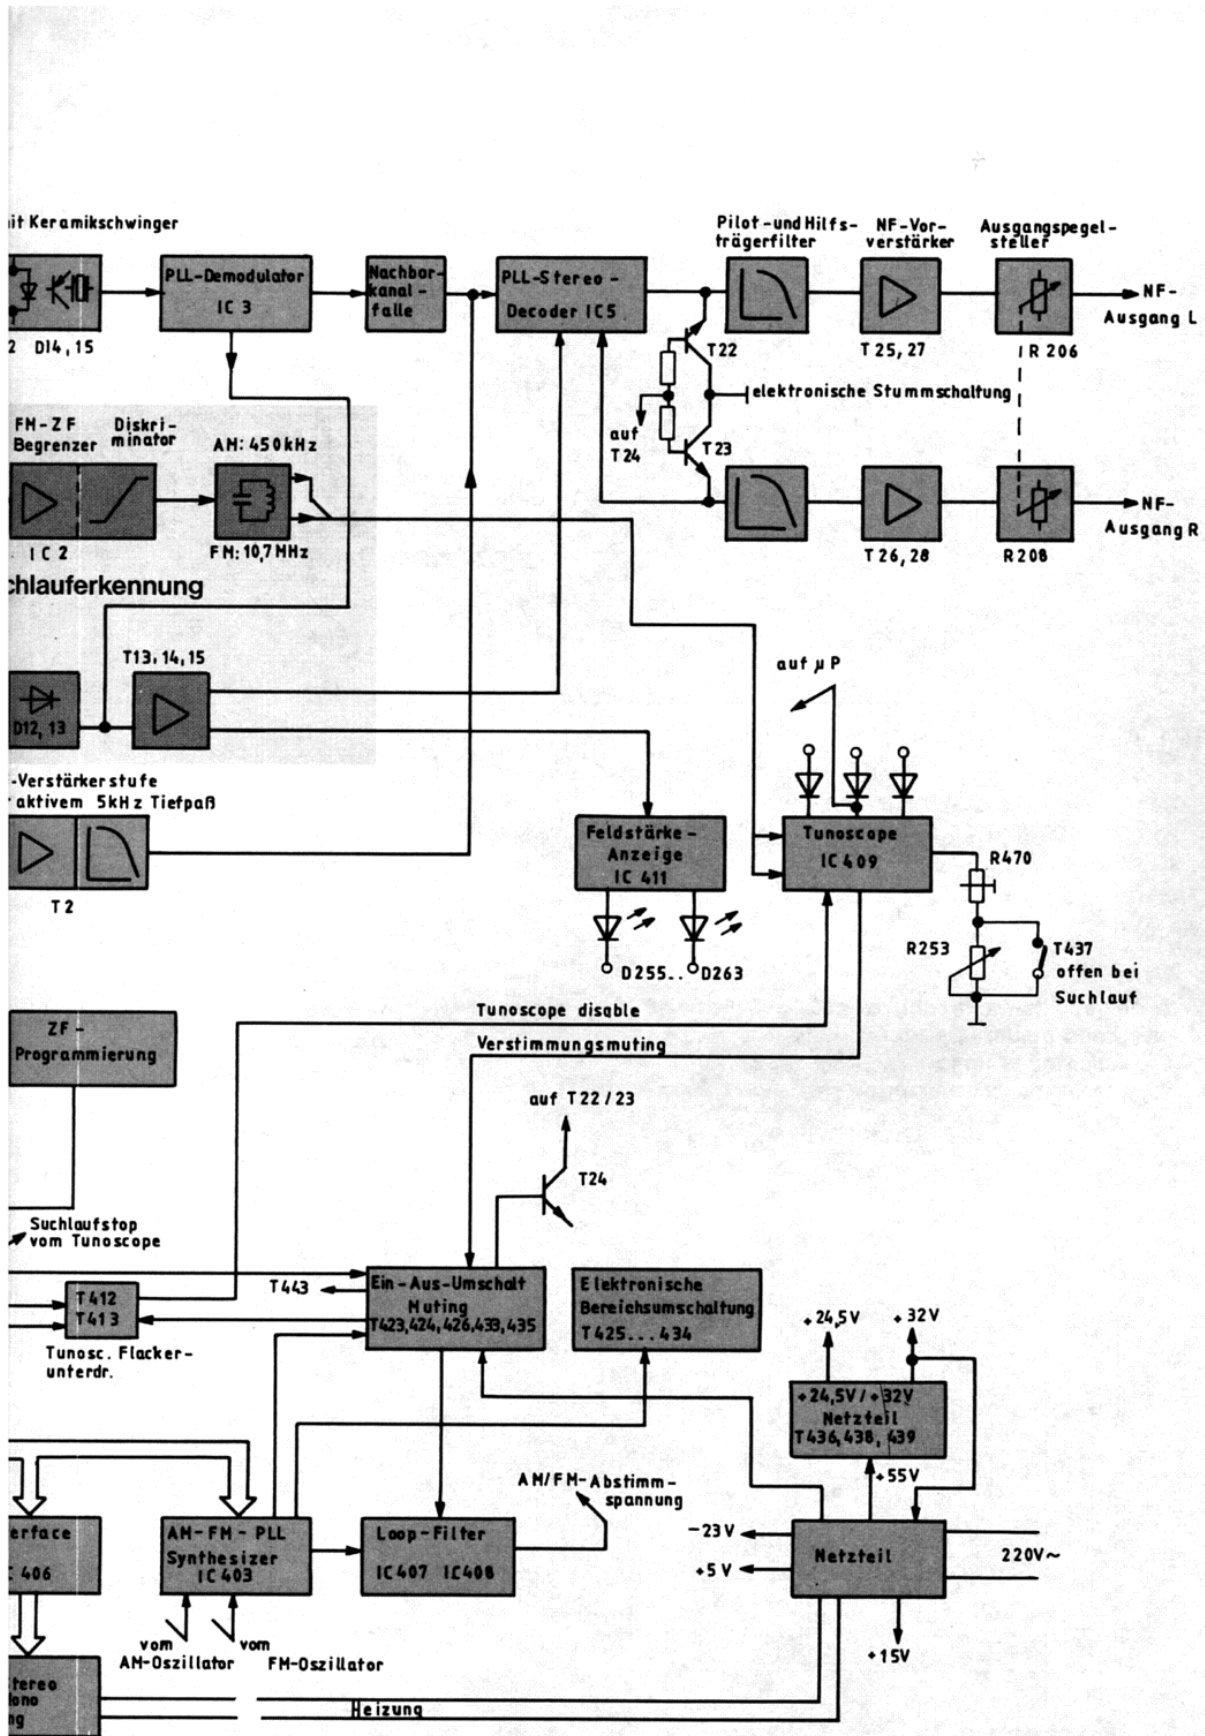 it Keramikschwinger
Pilot-und Hilfs-
trägerfilter
NF-Vor-
verstärker
Ausgangspegel-
steller
PLL-Demodulator
IC 3
Nachbar-
kanal-
falle
PLL-Stereo-
Decoder IC5
NF-
Ausgang L
2 D14,15
T22
T 25,27
R 206
elektronische Stummschaltung
auf
T24
T23
FM-ZF
Begrenzer
Diskri-
minator
AM: 450kHz
NF-
Ausgang R
IC 2
FM: 10,7 MHz
T 26,28
R208
chlauferkennung
T13,14,15
auf µP
D12,13
-Verstärkerstufe
aktivem 5kHz Tiefpaß
Feldstärke-
Anzeige
IC 411
Tunoscope
IC 409
R470
T 2
R253
T437
offen bei
Suchlauf
D255.. D263
Tunoscope disable
ZF-
Programmierung
Verstimmungsmuting
auf T22/23
T24
Suchlaufstop
vom Tunoscope
T443
Ein-Aus-Umschalt
Muting
T423,424,426,433,435
Elektronische
Bereichsumschaltung
T425...434
T412
T413
Tunosc. Flacker-
unterdr.
+24,5V
+32V
+24,5V/+32V
Netzteil
T436,438,439
+55V
AM/FM-Abstimm-
spannung
erface
C 406
AM-FM-PLL
Synthesizer
IC403
Loop-Filter
IC407 IC408
-23V
+5V
Netzteil
220V~
+15V
vom
AM-Oszillator
vom
FM-Oszillator
tereo
ono
ng
Heizung